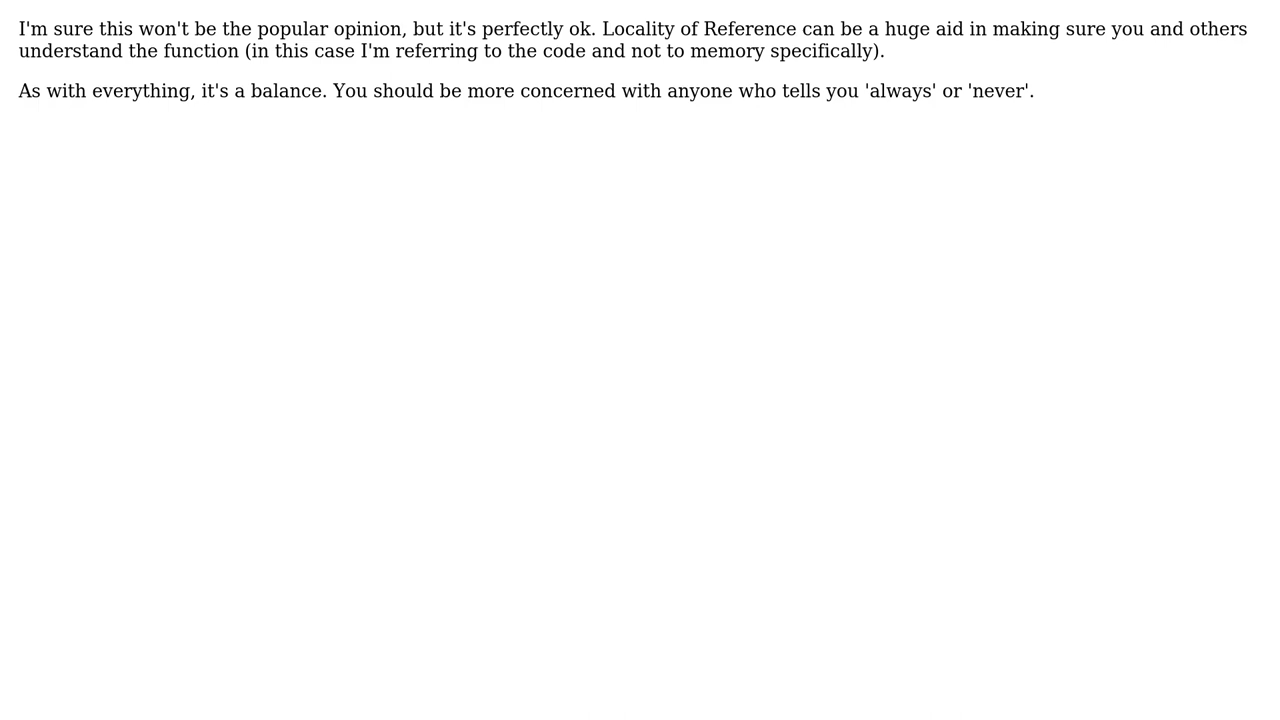 I'm sure this won't be the popular opinion, but it's perfectly ok. Locality of Reference can be a huge aid in making sure you and others
understand the function (in this case I'm referring to the code and not to memory specifically).
As with everything, it's a balance. You should be more concerned with anyone who tells you 'always' or 'never'.